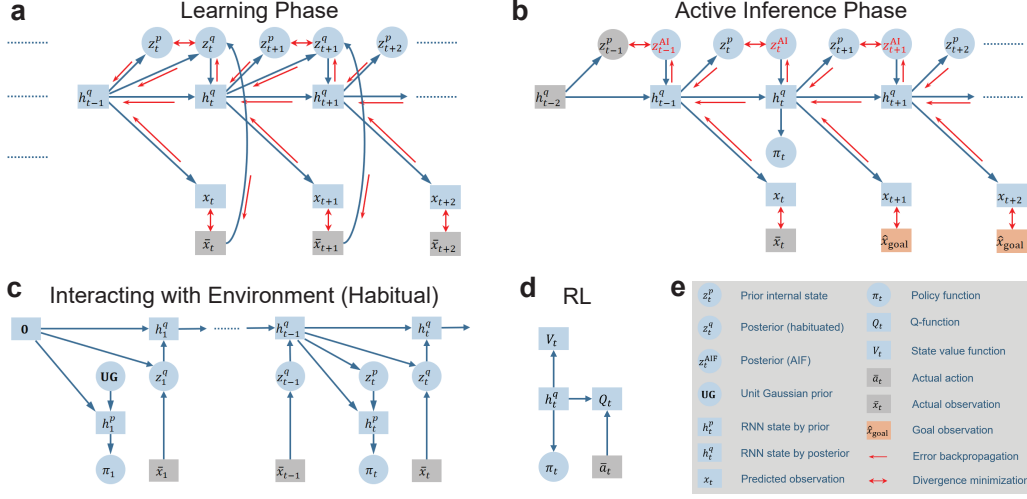 a Learning Phase
z_t^p z_t^q z_{t+1}^p z_{t+1}^q z_{t+2}^p
h_{t-1}^q h_t^q h_{t+1}^q
x_t x_{t+1} x_{t+2}
x̄_t x̄_{t+1} x̄_{t+2}
b Active Inference Phase
z_{t-1}^p z_{t-1}^{AI} z_t^p z_t^{AI} z_{t+1}^p z_{t+1}^{AI} z_{t+2}^p
h_{t-2}^q h_{t-1}^q h_t^q h_{t+1}^q
π_t
x_t x_{t+1} x_{t+2}
x̄_t x̂_goal x̂_goal
c Interacting with Environment (Habitual)
0 h_1^q h_{t-1}^q h_t^q
UG z_1^q z_{t-1}^q z_t^p z_t^q
h_1^p h_t^p
π_1 x̄_1 x̄_{t-1} π_t x̄_t
d RL
V_t
h_t^q Q_t
π_t ā_t
e
z_t^p Prior internal state
z_t^q Posterior (habituated)
z_t^{AIF} Posterior (AIF)
UG Unit Gaussian prior
h_t^p RNN state by prior
h_t^q RNN state by posterior
x_t Predicted observation
π_t Policy function
Q_t Q-function
V_t State value function
ā_t Actual action
x̄_t Actual observation
x̂_goal Goal observation
Error backpropagation
Divergence minimization